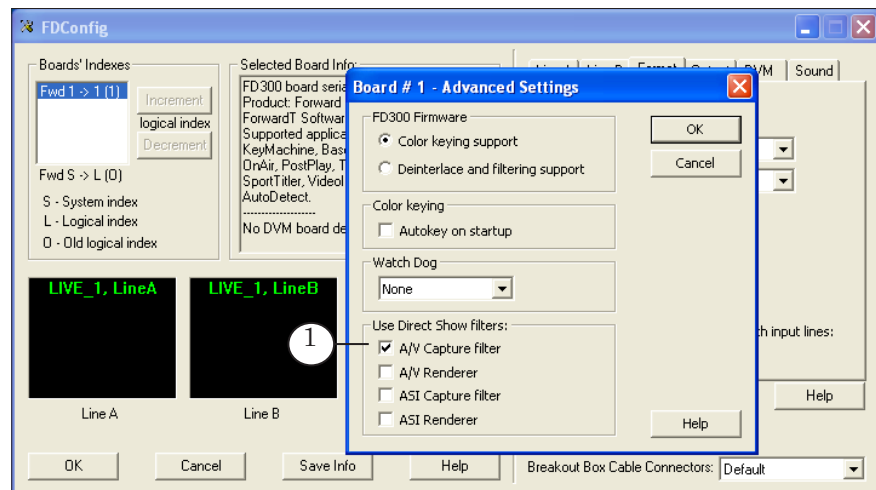 FDConfig
Boards' Indexes
Fwd 1 -> 1 (1)
Increment
logical index
Decrement
Fwd S -> L (O)
S - System index
L - Logical index
O - Old logical index
Selected Board Info:
FD300 board seria
Product: Forward
ForwardT Softwar
Supported applica
KeyMachine, Base
OnAir, PostPlay, T
SportTitler, Videol
AutoDetect.
--------------------
No DVM board de
Format
Sound
Board # 1 - Advanced Settings
FD300 Firmware
Color keying support
Deinterlace and filtering support
OK
Cancel
Color keying
Autokey on startup
Watch Dog
None
Use Direct Show filters:
1
A/V Capture filter
A/V Renderer
ASI Capture filter
ASI Renderer
Help
h input lines:
Help
LIVE_1, LineA
LIVE_1, LineB
Line A
Line B
OK
Cancel
Save Info
Help
Breakout Box Cable Connectors:
Default